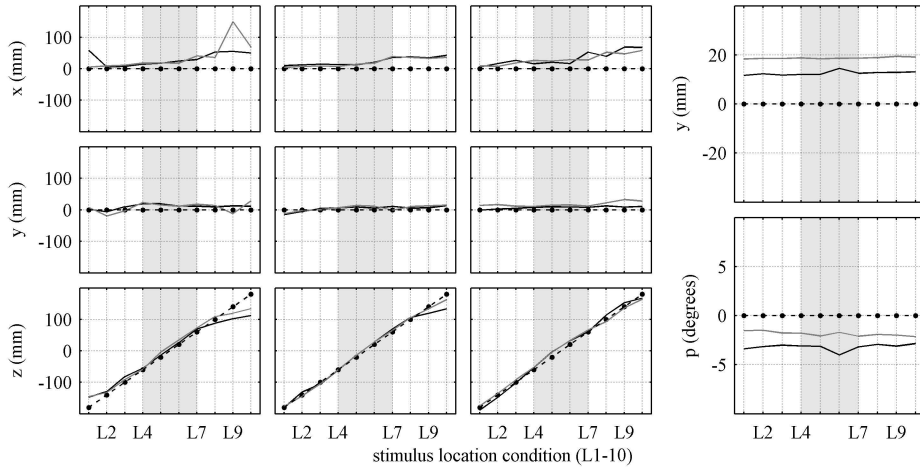 x (mm)
100
0
-100
y (mm)
100
0
-100
z (mm)
100
0
-100
L2 L4 L7 L9
L2 L4 L7 L9
L2 L4 L7 L9
stimulus location condition (L1-10)
y (mm)
20
0
-20
p (degrees)
5
0
-5
L2 L4 L7 L9